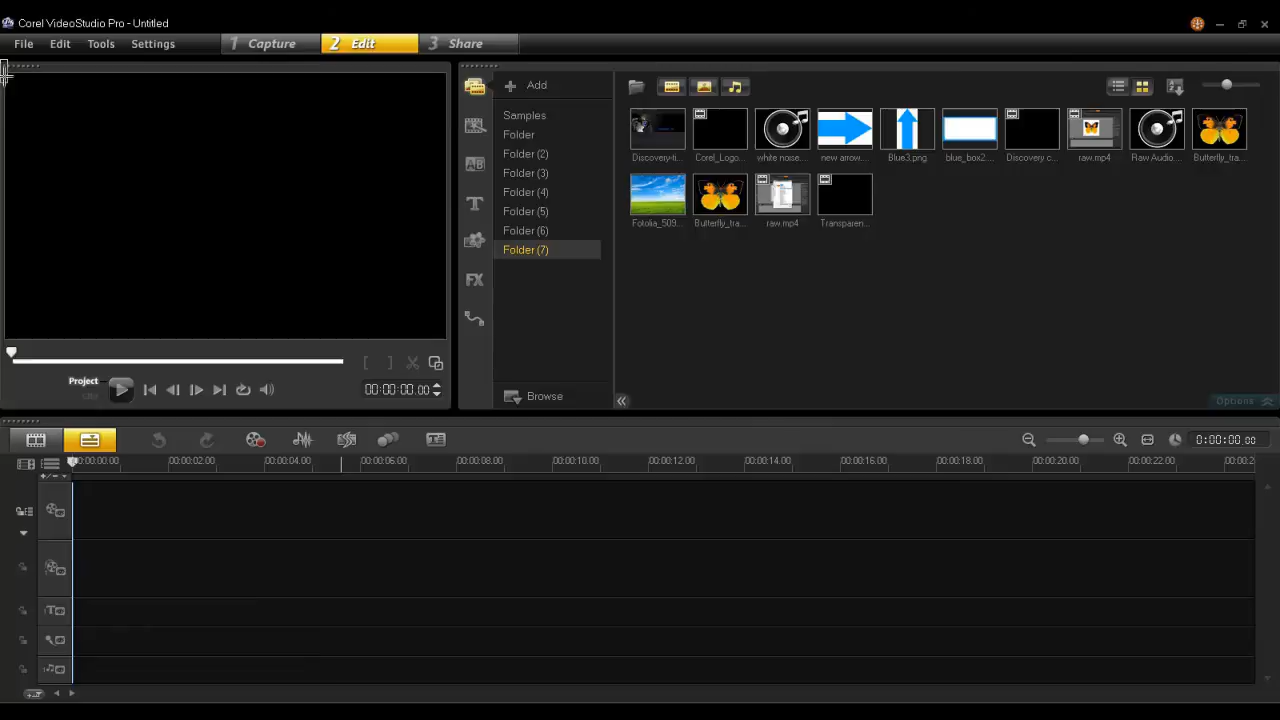 Corel VideoStudio Pro - Untitled
File Edit Tools Settings 1 Capture 2 Edit 3 Share
Add
Samples
Folder
Folder (2)
Folder (3)
Folder (4)
Folder (5)
Folder (6)
Folder (7)
Browse
Discovery-ti... Corel_Logo... white noise... new arrow.... Blue3.png blue_box2.... Discovery c... raw.mp4 Raw Audio.... Butterfly_tra...
Fotolia_509... Butterfly_tra... raw.mp4 Transparen...
Options
Project
00:00:00.00
0:00:00.00
00:00:00.00 00:00:02.00 00:00:04.00 00:00:06.00 00:00:08.00 00:00:10.00 00:00:12.00 00:00:14.00 00:00:16.00 00:00:18.00 00:00:20.00 00:00:22.00 00:00:2
AB
T
FX